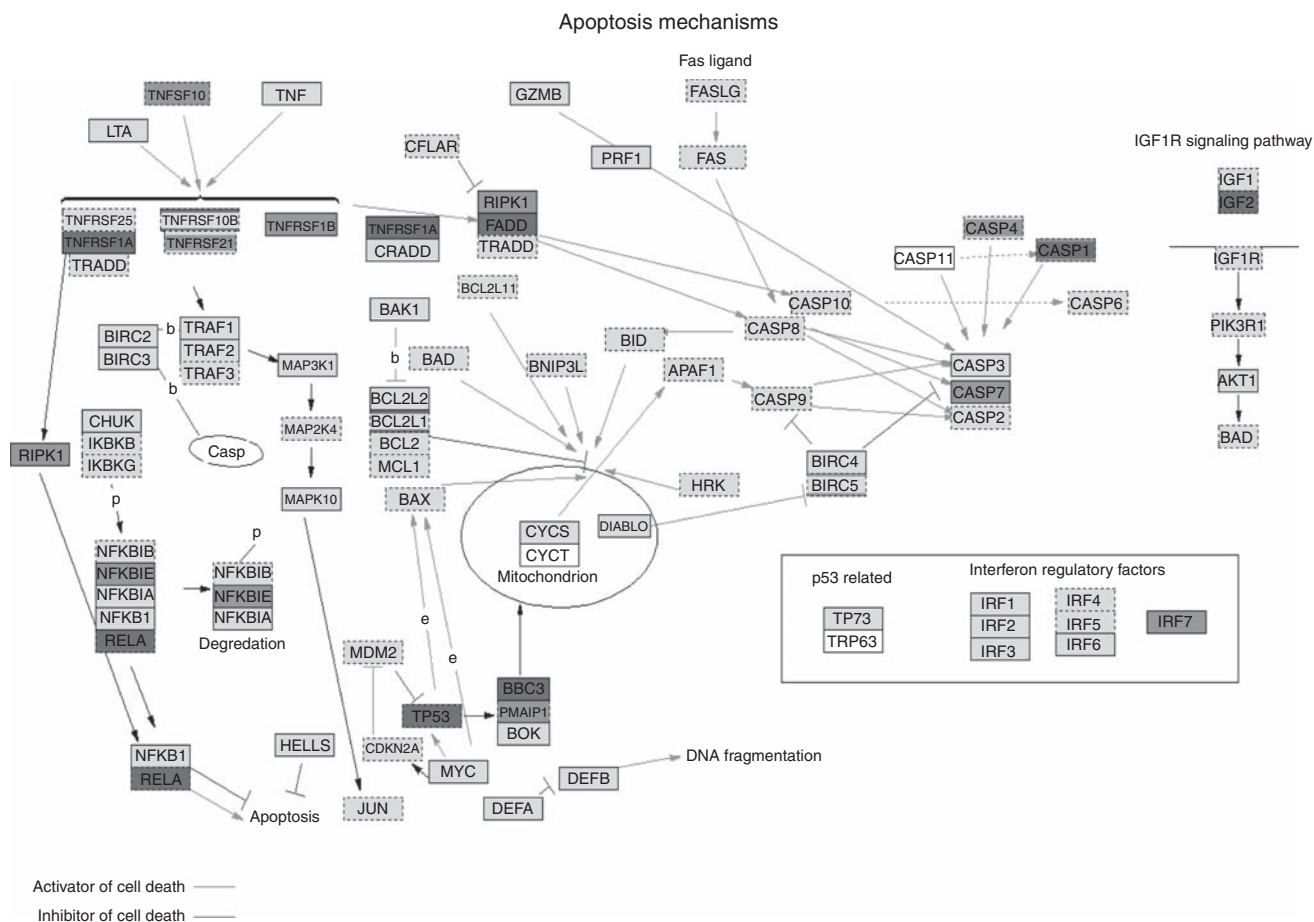 Apoptosis mechanisms
Fas ligand
TNFSF10
TNF
LTA
GZMB
FASLG
CFLAR
PRF1
FAS
IGF1R signaling pathway
IGF1
IGF2
TNFRSF25
TNFRSF1A
TRADD
TNFRSF10B
TNFRSF21
TNFRSF1B
TNFRSF1A
CRADD
RIPK1
FADD
TRADD
CASP4
CASP11
CASP1
IGF1R
BCL2L11
BAK1
CASP10
CASP6
BIRC2
BIRC3
b
b
TRAF1
TRAF2
TRAF3
MAP3K1
b
BAD
BNIP3L
BID
CASP8
APAF1
CASP9
CASP3
CASP7
CASP2
PIK3R1
AKT1
BAD
CHUK
IKBKB
IKBKG
RIPK1
Casp
MAP2K4
BCL2L2
BCL2L1
BCL2
MCL1
BIRC4
BIRC5
HRK
p
MAPK10
BAX
CYCS
CYCT
DIABLO
Mitochondrion
NFKBIB
NFKBIE
NFKBIA
NFKB1
RELA
p
NFKBIB
NFKBIE
NFKBIA
Degredation
p53 related
TP73
TRP63
Interferon regulatory factors
IRF1
IRF2
IRF3
IRF4
IRF5
IRF6
IRF7
e
e
MDM2
TP53
BBC3
PMAIP1
BOK
CDKN2A
MYC
NFKB1
RELA
HELLS
Apoptosis
JUN
DEFA
DEFB
DNA fragmentation
Activator of cell death
Inhibitor of cell death